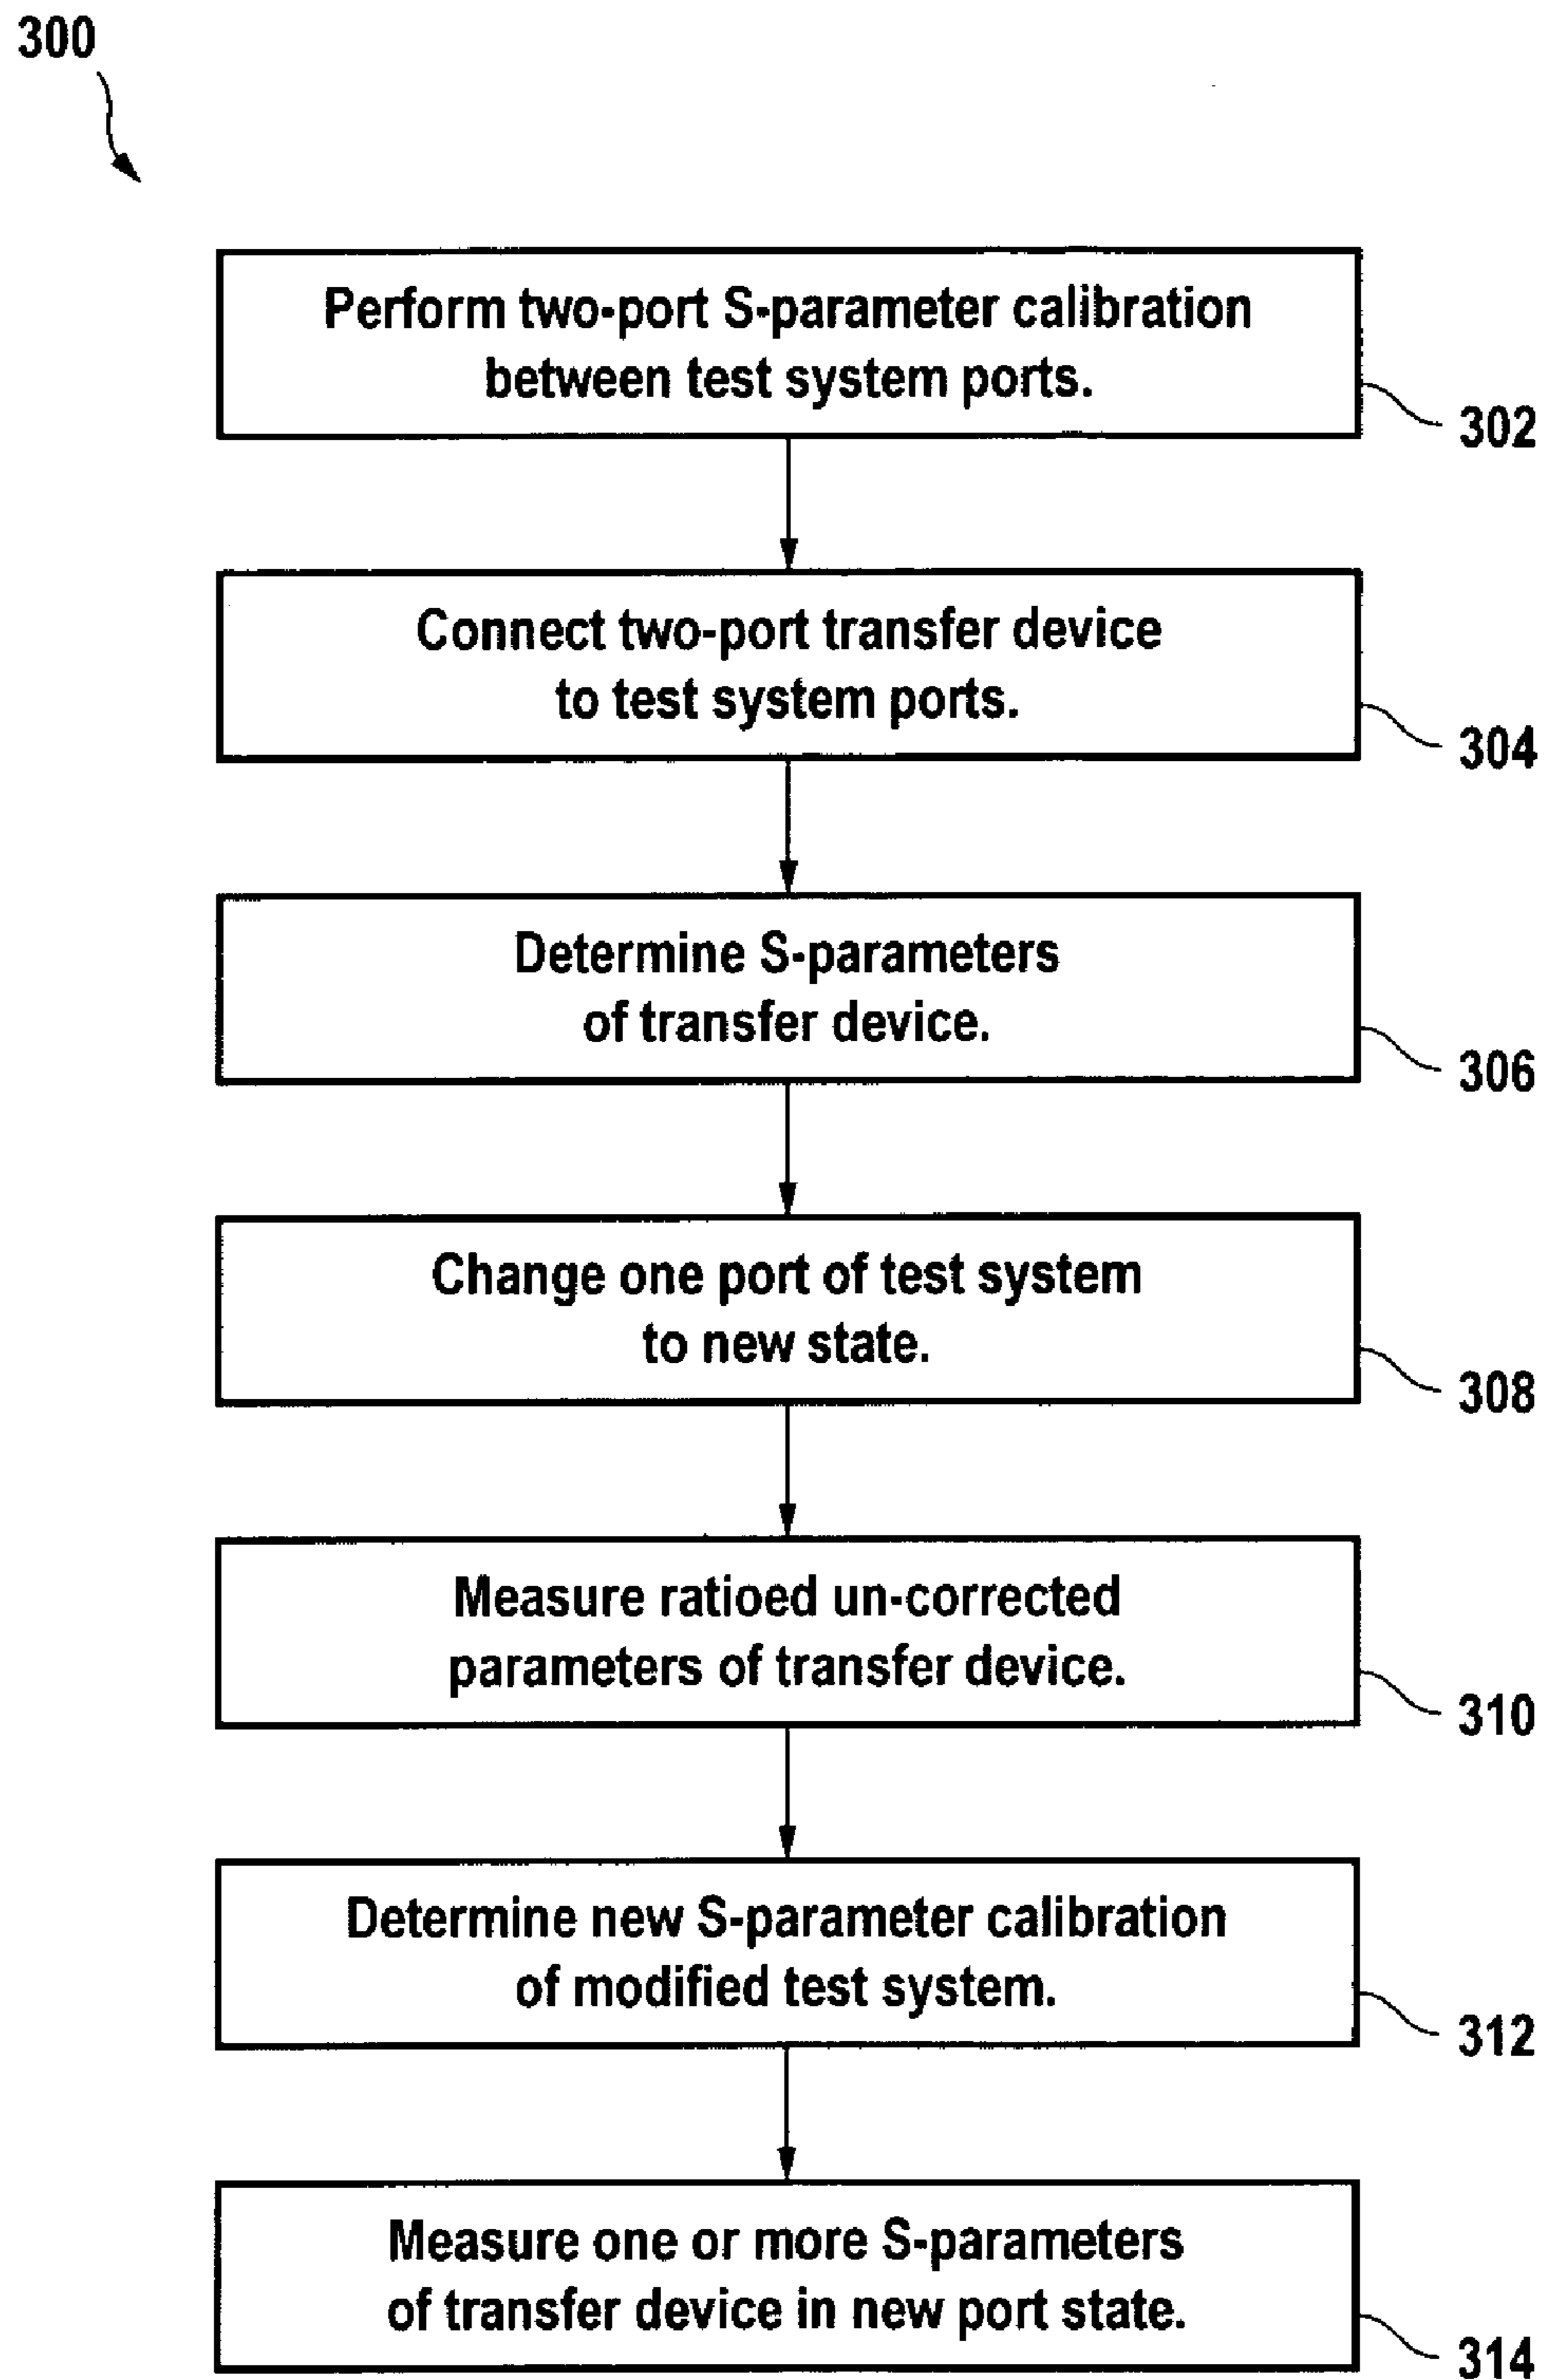 300
Perform two-port S-parameter calibration
between test system ports.
302
Connect two-port transfer device
to test system ports.
304
Determine S-parameters
of transfer device.
306
Change one port of test system
to new state.
308
Measure ratioed un-corrected
parameters of transfer device.
310
Determine new S-parameter calibration
of modified test system.
312
Measure one or more S-parameters
of transfer device in new port state.
314